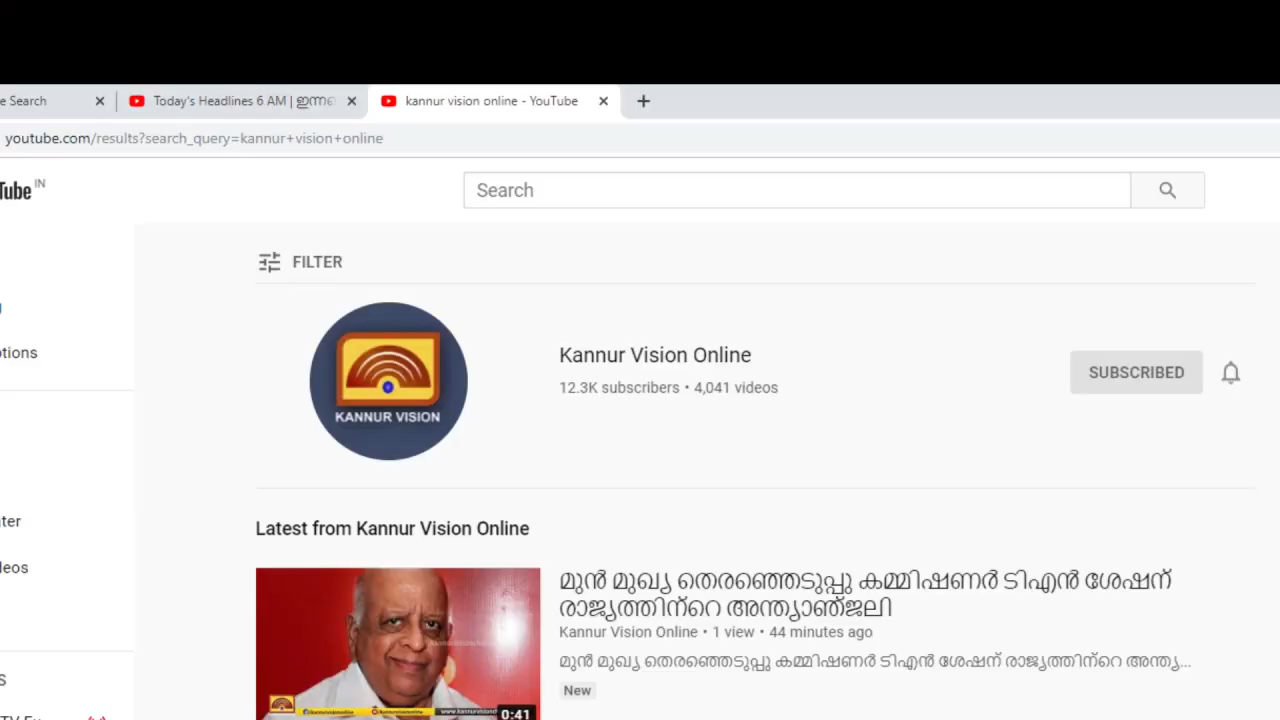 e Search
Today's Headlines 6 AM | ഇന്നഃ
kannur vision online - YouTube
youtube.com/results?search_query=kannur+vision+online
Tube IN
Search
FILTER
KANNUR VISION
Kannur Vision Online
12.3K subscribers • 4,041 videos
SUBSCRIBED
ptions
Latest from Kannur Vision Online
ater
deos
മുൻ മുഖ്യ തെരഞ്ഞെടുപ്പു കമ്മിഷണർ ടിഎൻ ശേഷന്
രാജ്യത്തിന്റെ അന്ത്യാഞ്ജലി
Kannur Vision Online • 1 view • 44 minutes ago
മുൻ മുഖ്യ തെരഞ്ഞെടുപ്പു കമ്മിഷണർ ടിഎൻ ശേഷന് രാജ്യത്തിന്റെ അന്ത്യ...
New
0:41
S